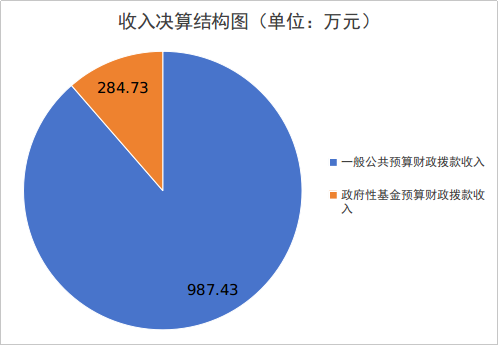 收入决算结构图（单位：万元）
284.73
987.43
一般公共预算财政拨款收入
政府性基金预算财政拨款收
入